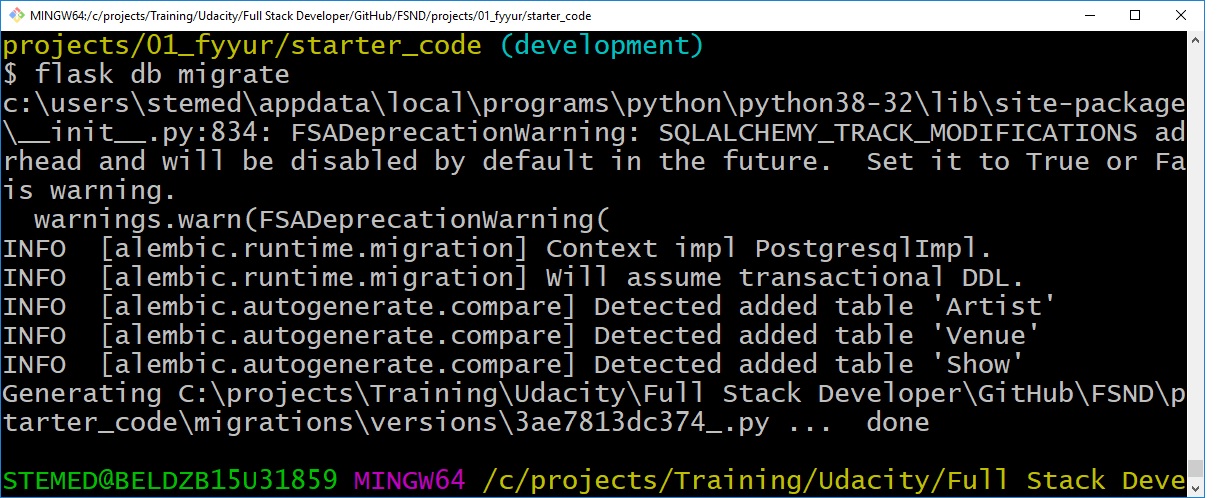 MINGW64:/c/projects/Training/Udacity/Full Stack Developer/GitHub/FSND/projects/01_fyyur/starter_code
projects/01_fyyur/starter_code (development)
$ flask db migrate
c:\users\stemed\appdata\local\programs\python\python38-32\lib\site-package
\__init__.py:834: FSADeprecationWarning: SQLALCHEMY_TRACK_MODIFICATIONS ad
rhead and will be disabled by default in the future.  Set it to True or Fa
is warning.
  warnings.warn(FSADeprecationWarning(
INFO  [alembic.runtime.migration] Context impl PostgresqlImpl.
INFO  [alembic.runtime.migration] Will assume transactional DDL.
INFO  [alembic.autogenerate.compare] Detected added table 'Artist'
INFO  [alembic.autogenerate.compare] Detected added table 'Venue'
INFO  [alembic.autogenerate.compare] Detected added table 'Show'
Generating C:\projects\Training\Udacity\Full Stack Developer\GitHub\FSND\p
tarter_code\migrations\versions\3ae7813dc374_.py ...  done
STEMED@BELDZB15U31859 MINGW64 /c/projects/Training/Udacity/Full Stack Deve